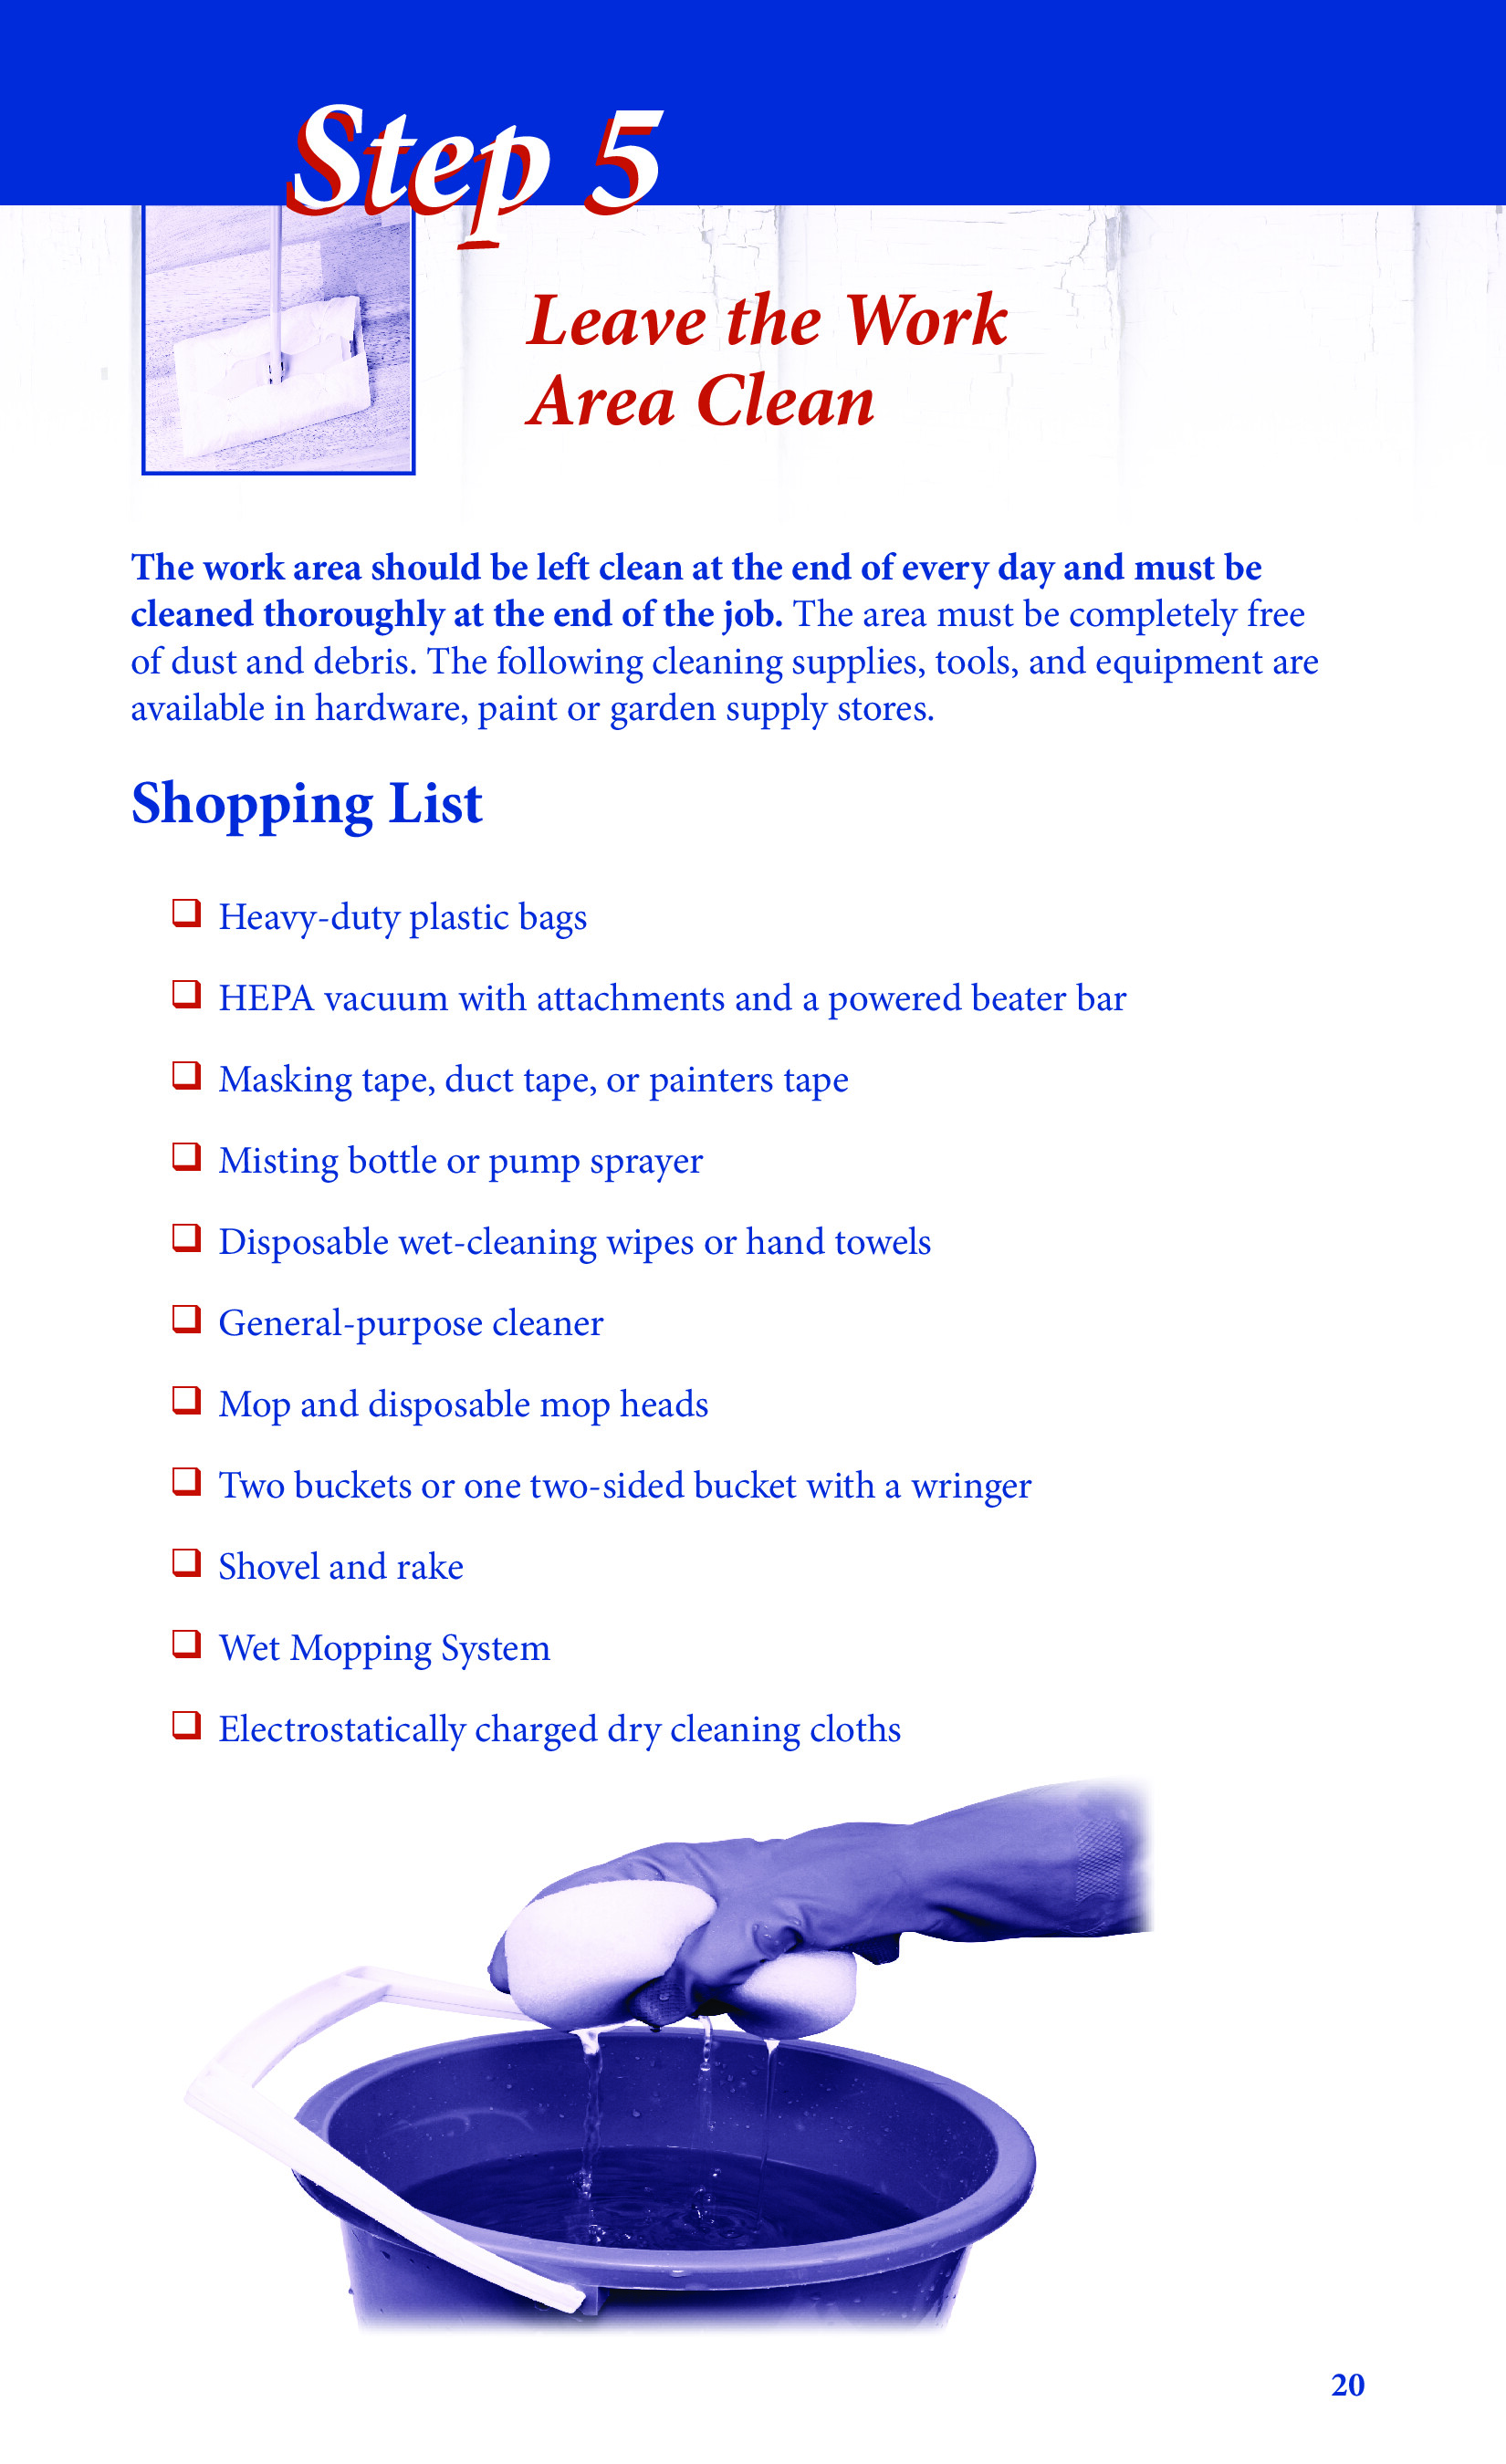 Step 5
Leave the Work
Area Clean
The work area should be left clean at the end of every day and must be
cleaned thoroughly at the end of the job. The area must be completely free
of dust and debris. The following cleaning supplies, tools, and equipment are
available in hardware, paint or garden supply stores.
Shopping List
❑ Heavy-duty plastic bags
❑ HEPA vacuum with attachments and a powered beater bar
❑ Masking tape, duct tape, or painters tape
❑ Misting bottle or pump sprayer
❑ Disposable wet-cleaning wipes or hand towels
❑ General-purpose cleaner
❑ Mop and disposable mop heads
❑ Two buckets or one two-sided bucket with a wringer
❑ Shovel and rake
❑ Wet Mopping System
❑ Electrostatically charged dry cleaning cloths
20